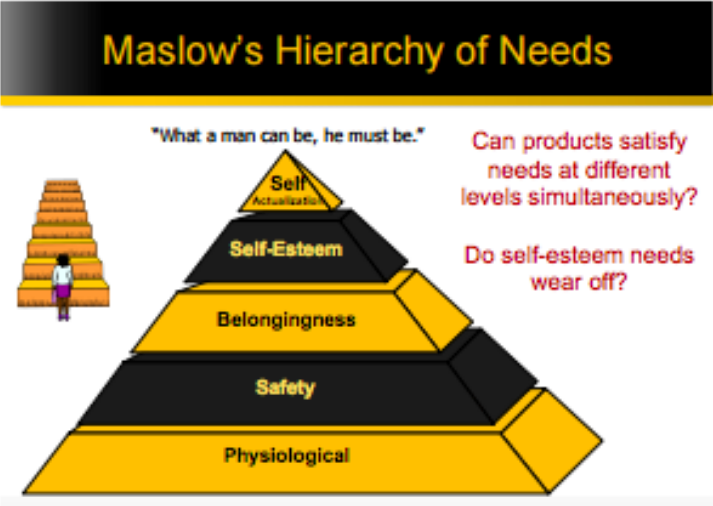 Maslow's Hierarchy of Needs
"What a man can be, he must be."
Can products satisfy
needs at different
levels simultaneously?
Do self-esteem needs
wear off?
Self
Actualization
Self-Esteem
Belongingness
Safety
Physiological